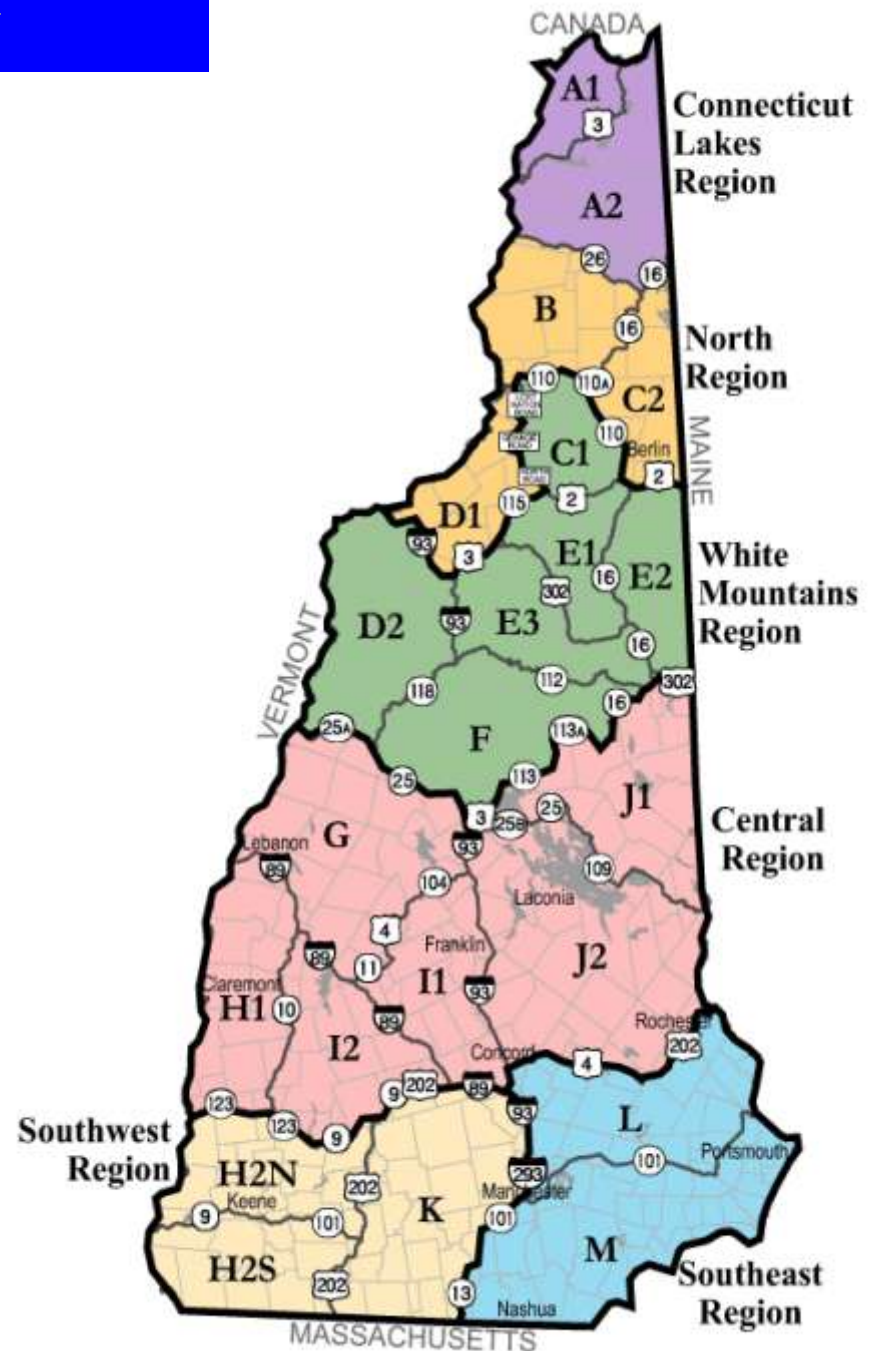 CANADA
A1
3
Connecticut
Lakes
Region
A2
26
16
B
16
North
Region
110
110A
C2
MAINE
110
Berlin
C1
2
2
115
D1
93
3
E1
White
Mountains
Region
E2
16
302
93
D2
E3
16
VERMONT
118
112
302
16
25A
F
113A
25
113
J1
3
25B
25
Central
Region
G
93
Lebanon
89
104
109
Laconia
4
Franklin
89
11
J2
I1
93
Claremont
H1
10
89
I2
Rochester
202
Concord
4
9
202
89
123
93
123
9
L
Southwest
Region
Portsmouth
101
H2N
293
202
Manchester
Keene
K
9
101
101
M
H2S
Southeast
Region
202
13
Nashua
MASSACHUSETTS